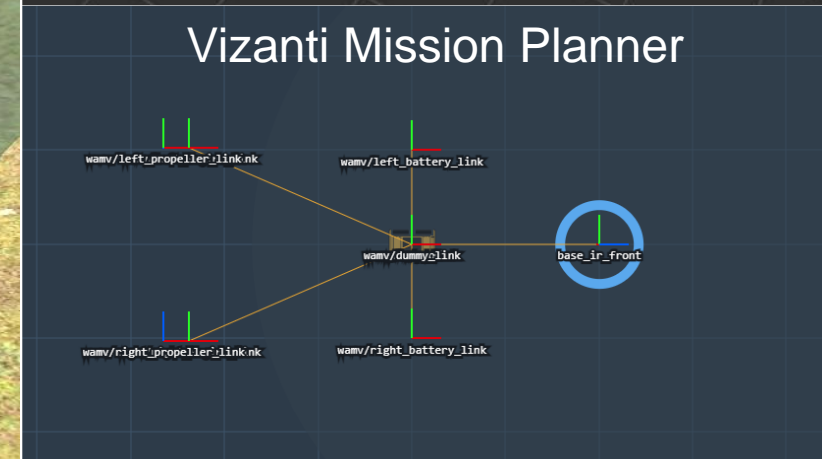 Vizanti Mission Planner
wamv/left_propeller_link
wamv/left_battery_link
wamv/dummy_link
base_ir_front
wamv/right_propeller_link
wamv/right_battery_link